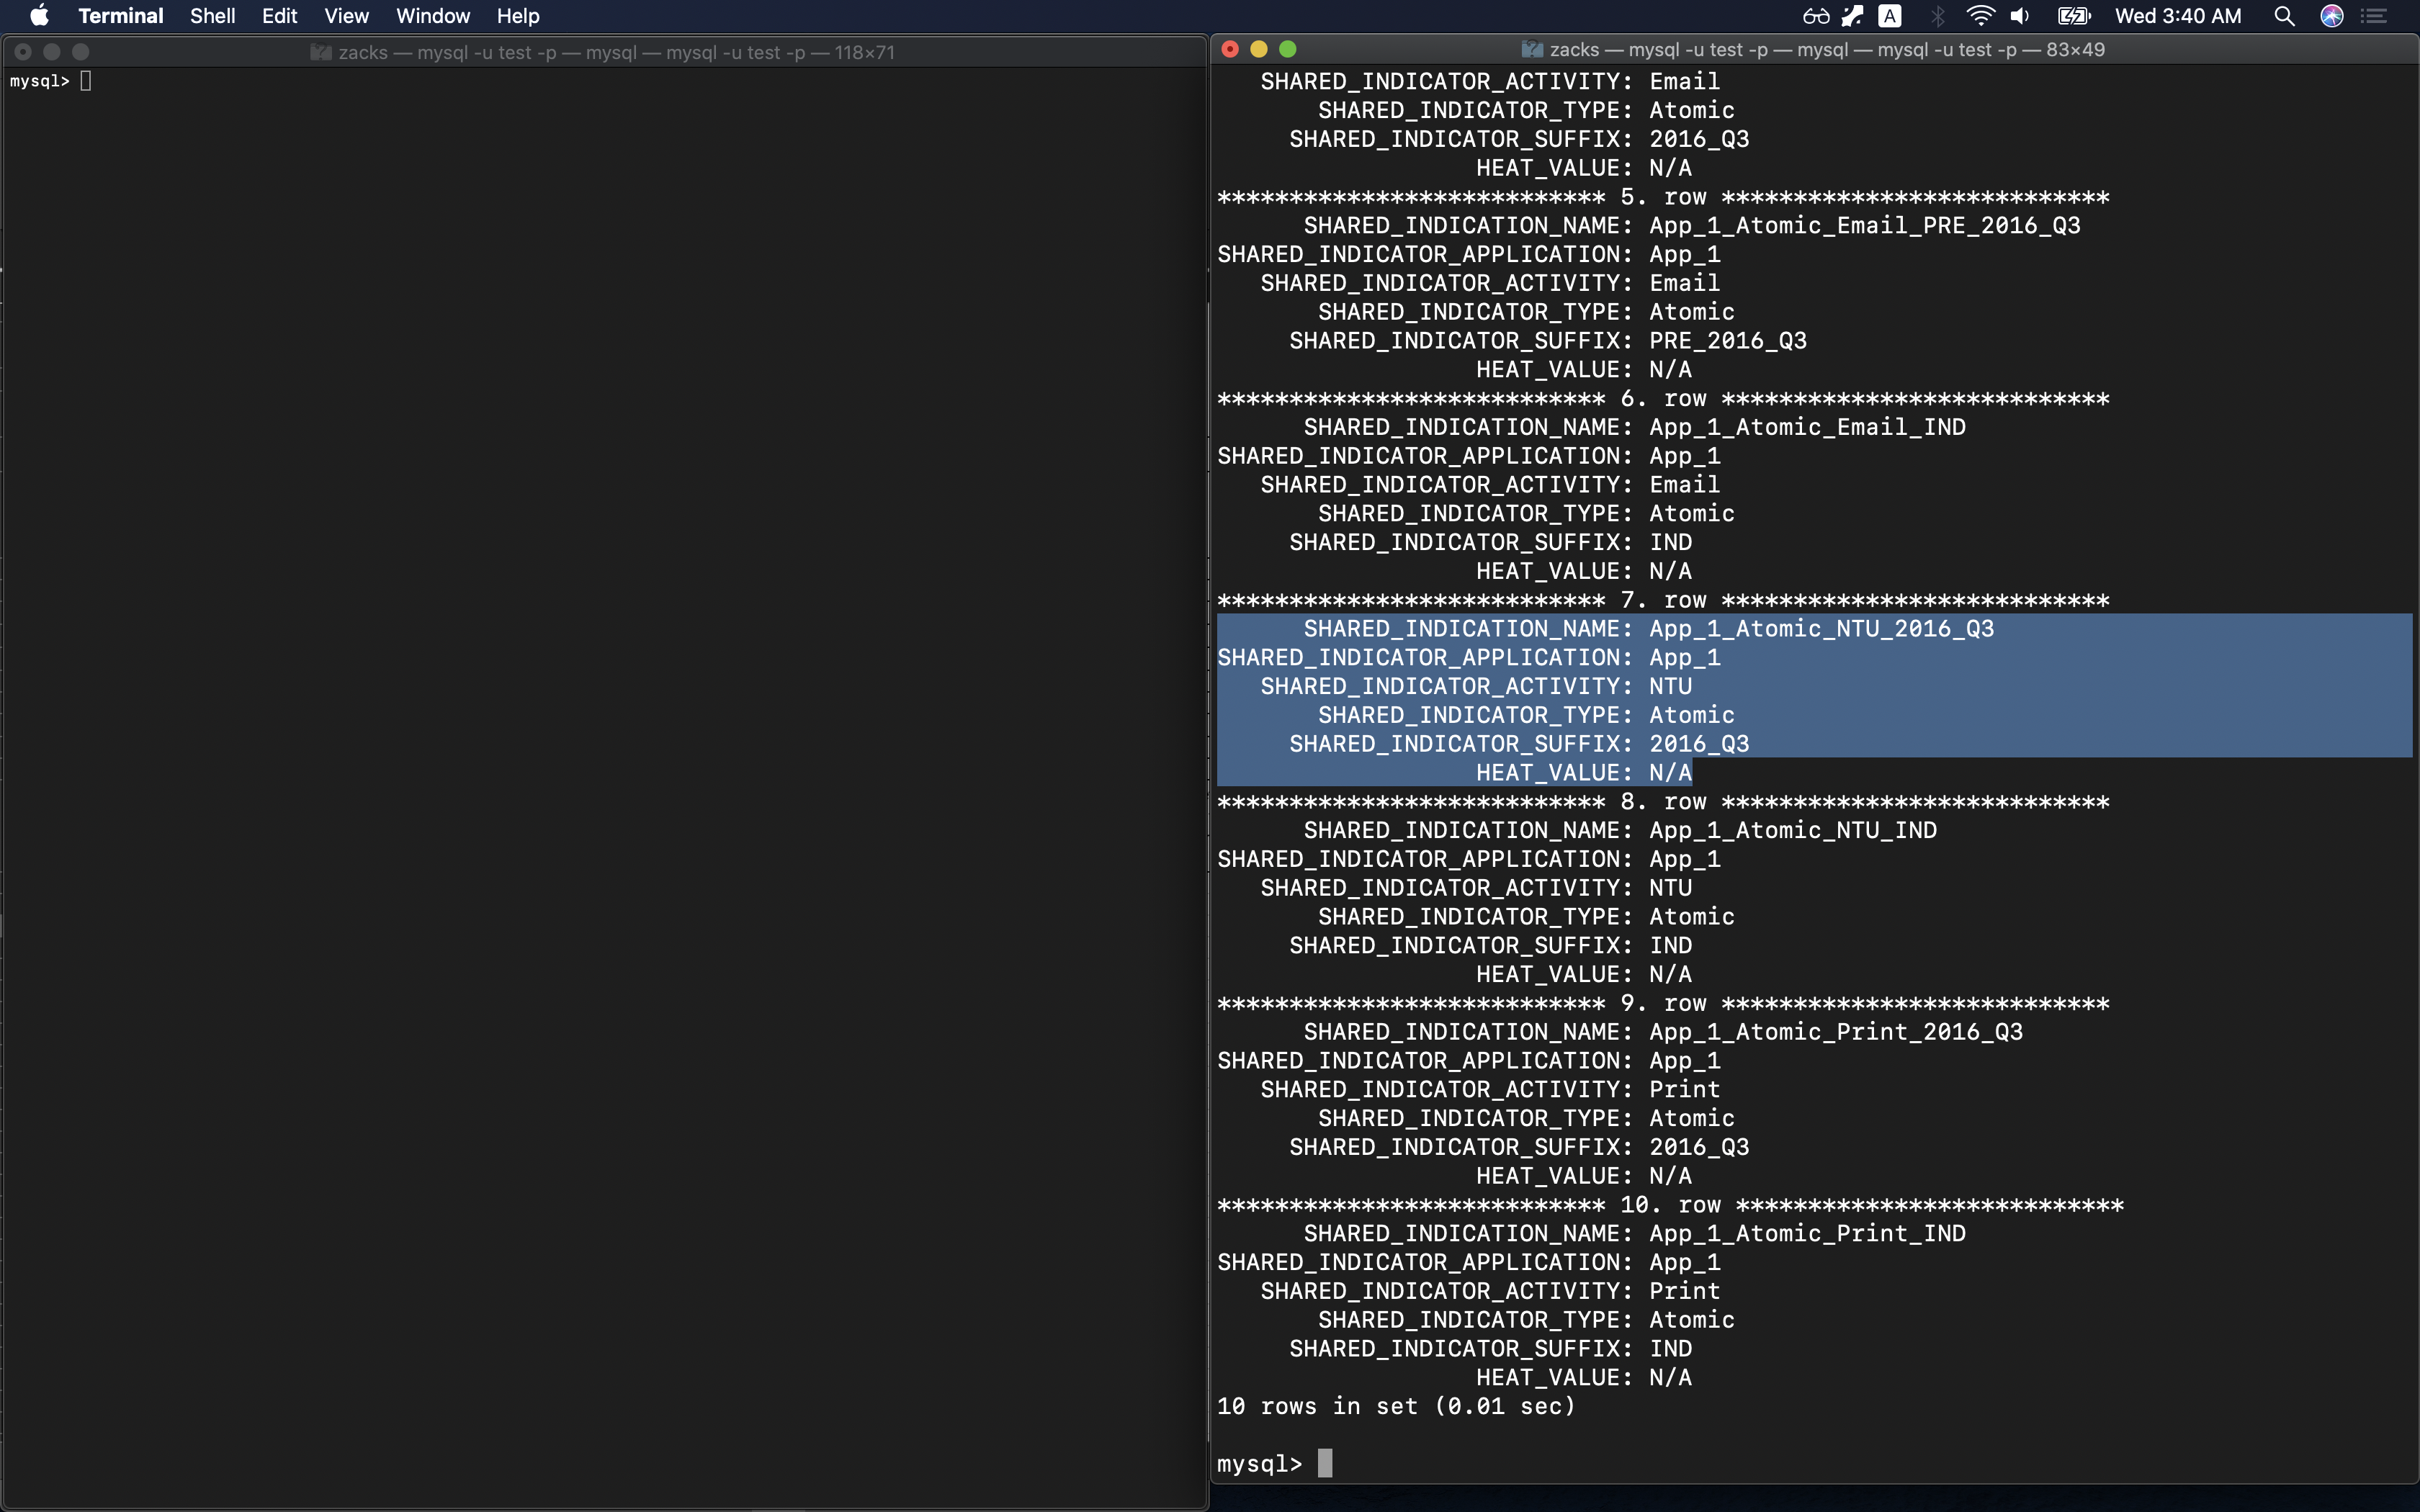 Terminal Shell Edit View Window Help A Wed 3:40 AM
zacks — mysql -u test -p — mysql — mysql -u test -p — 118×71
mysql>
zacks — mysql -u test -p — mysql — mysql -u test -p — 83×49
SHARED_INDICATOR_ACTIVITY: Email
SHARED_INDICATOR_TYPE: Atomic
SHARED_INDICATOR_SUFFIX: 2016_Q3
HEAT_VALUE: N/A
*************************** 5. row ***************************
SHARED_INDICATION_NAME: App_1_Atomic_Email_PRE_2016_Q3
SHARED_INDICATOR_APPLICATION: App_1
SHARED_INDICATOR_ACTIVITY: Email
SHARED_INDICATOR_TYPE: Atomic
SHARED_INDICATOR_SUFFIX: PRE_2016_Q3
HEAT_VALUE: N/A
*************************** 6. row ***************************
SHARED_INDICATION_NAME: App_1_Atomic_Email_IND
SHARED_INDICATOR_APPLICATION: App_1
SHARED_INDICATOR_ACTIVITY: Email
SHARED_INDICATOR_TYPE: Atomic
SHARED_INDICATOR_SUFFIX: IND
HEAT_VALUE: N/A
*************************** 7. row ***************************
SHARED_INDICATION_NAME: App_1_Atomic_NTU_2016_Q3
SHARED_INDICATOR_APPLICATION: App_1
SHARED_INDICATOR_ACTIVITY: NTU
SHARED_INDICATOR_TYPE: Atomic
SHARED_INDICATOR_SUFFIX: 2016_Q3
HEAT_VALUE: N/A
*************************** 8. row ***************************
SHARED_INDICATION_NAME: App_1_Atomic_NTU_IND
SHARED_INDICATOR_APPLICATION: App_1
SHARED_INDICATOR_ACTIVITY: NTU
SHARED_INDICATOR_TYPE: Atomic
SHARED_INDICATOR_SUFFIX: IND
HEAT_VALUE: N/A
*************************** 9. row ***************************
SHARED_INDICATION_NAME: App_1_Atomic_Print_2016_Q3
SHARED_INDICATOR_APPLICATION: App_1
SHARED_INDICATOR_ACTIVITY: Print
SHARED_INDICATOR_TYPE: Atomic
SHARED_INDICATOR_SUFFIX: 2016_Q3
HEAT_VALUE: N/A
*************************** 10. row ***************************
SHARED_INDICATION_NAME: App_1_Atomic_Print_IND
SHARED_INDICATOR_APPLICATION: App_1
SHARED_INDICATOR_ACTIVITY: Print
SHARED_INDICATOR_TYPE: Atomic
SHARED_INDICATOR_SUFFIX: IND
HEAT_VALUE: N/A
10 rows in set (0.01 sec)
mysql>